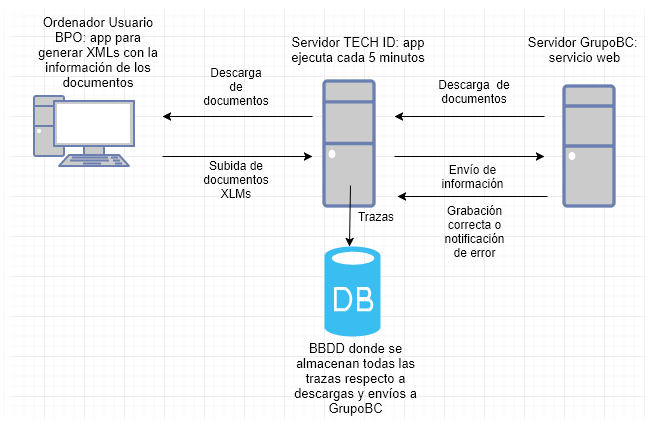 Ordenador Usuario
BPO: app para
generar XMLs con la
información de los
documentos
Servidor TECH ID: app
ejecuta cada 5 minutos
Servidor GrupoBC:
servicio web
Descarga
de
documentos
Descarga de
documentos
Subida de
documentos
XLMs
Envío de
información
Trazas
Grabación
correcta o
notificación
de error
DB
BBDD donde se
almacenan todas las
trazas respecto a
descargas y envíos a
GrupoBC